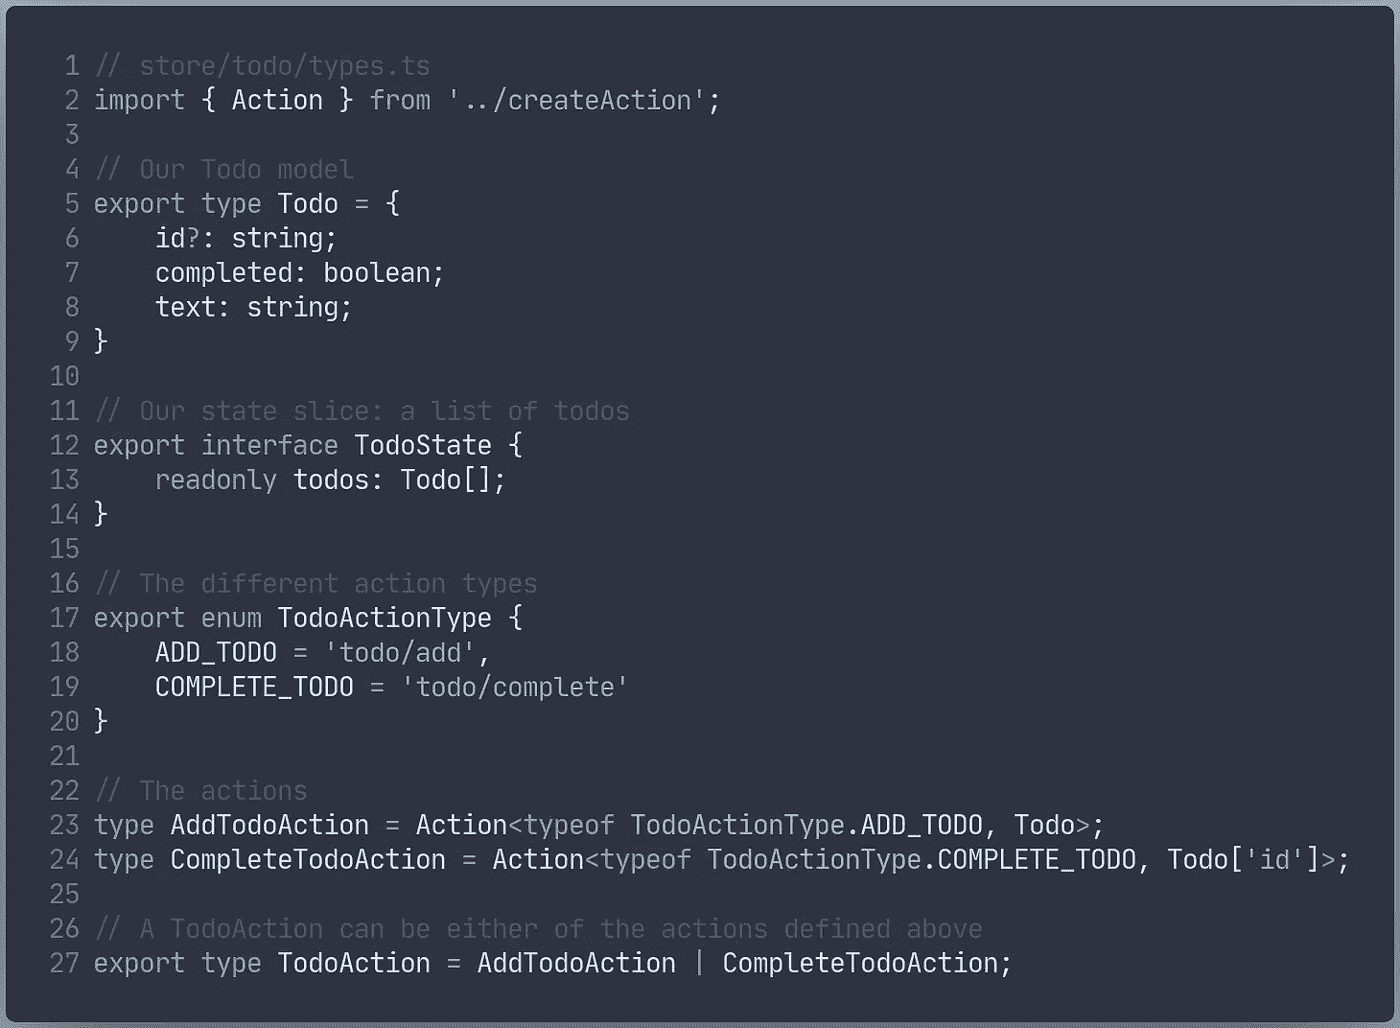 1 // store/todo/types.ts
2 import { Action } from '../createAction';
3
4 // Our Todo model
5 export type Todo = {
6     id?: string;
7     completed: boolean;
8     text: string;
9 }
10
11 // Our state slice: a list of todos
12 export interface TodoState {
13     readonly todos: Todo[];
14 }
15
16 // The different action types
17 export enum TodoActionType {
18     ADD_TODO = 'todo/add',
19     COMPLETE_TODO = 'todo/complete'
20 }
21
22 // The actions
23 type AddTodoAction = Action<typeof TodoActionType.ADD_TODO, Todo>;
24 type CompleteTodoAction = Action<typeof TodoActionType.COMPLETE_TODO, Todo['id']>;
25
26 // A TodoAction can be either of the actions defined above
27 export type TodoAction = AddTodoAction | CompleteTodoAction;